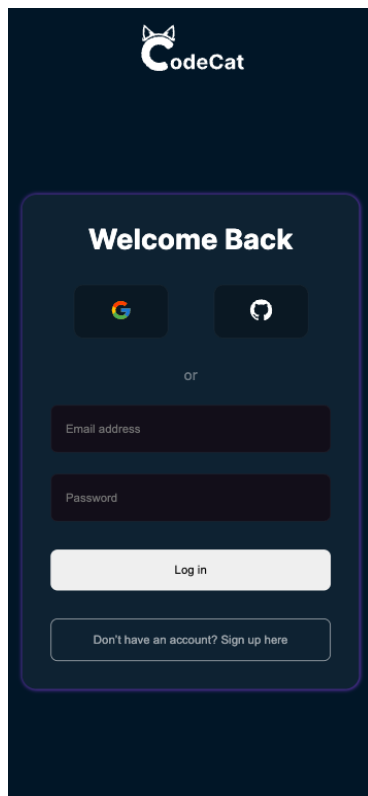 CodeCat
Welcome Back
or
Email address
Password
Log in
Don't have an account? Sign up here